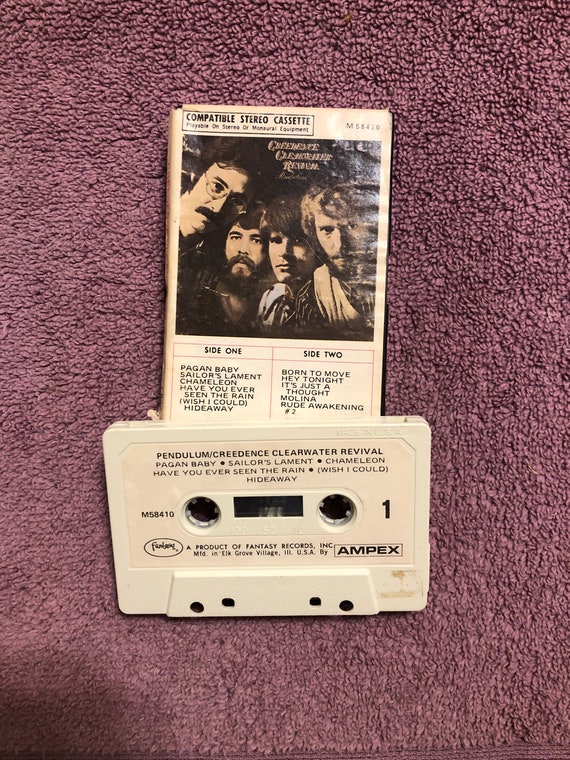 COMPATIBLE STEREO CASSETTE
Playable On Stereo Or Monaural Equipment
M 58410
CREEDENCE
CLEARWATER
REVIVAL
Pendulum
SIDE ONE
PAGAN BABY
SAILOR'S LAMENT
CHAMELEON
HAVE YOU EVER
SEEN THE RAIN
(WISH I COULD)
HIDEAWAY
SIDE TWO
BORN TO MOVE
HEY TONIGHT
IT'S JUST A
THOUGHT
MOLINA
RUDE AWAKENING
#2
MADE IN U.S.A.
PENDULUM/CREEDENCE CLEARWATER REVIVAL
PAGAN BABY • SAILOR'S LAMENT • CHAMELEON
HAVE YOU EVER SEEN THE RAIN • (WISH I COULD)
HIDEAWAY
M58410
1
Fantasy
A PRODUCT OF FANTASY RECORDS, INC.
Mfd. in Elk Grove Village, Ill. U.S.A. By
AMPEX